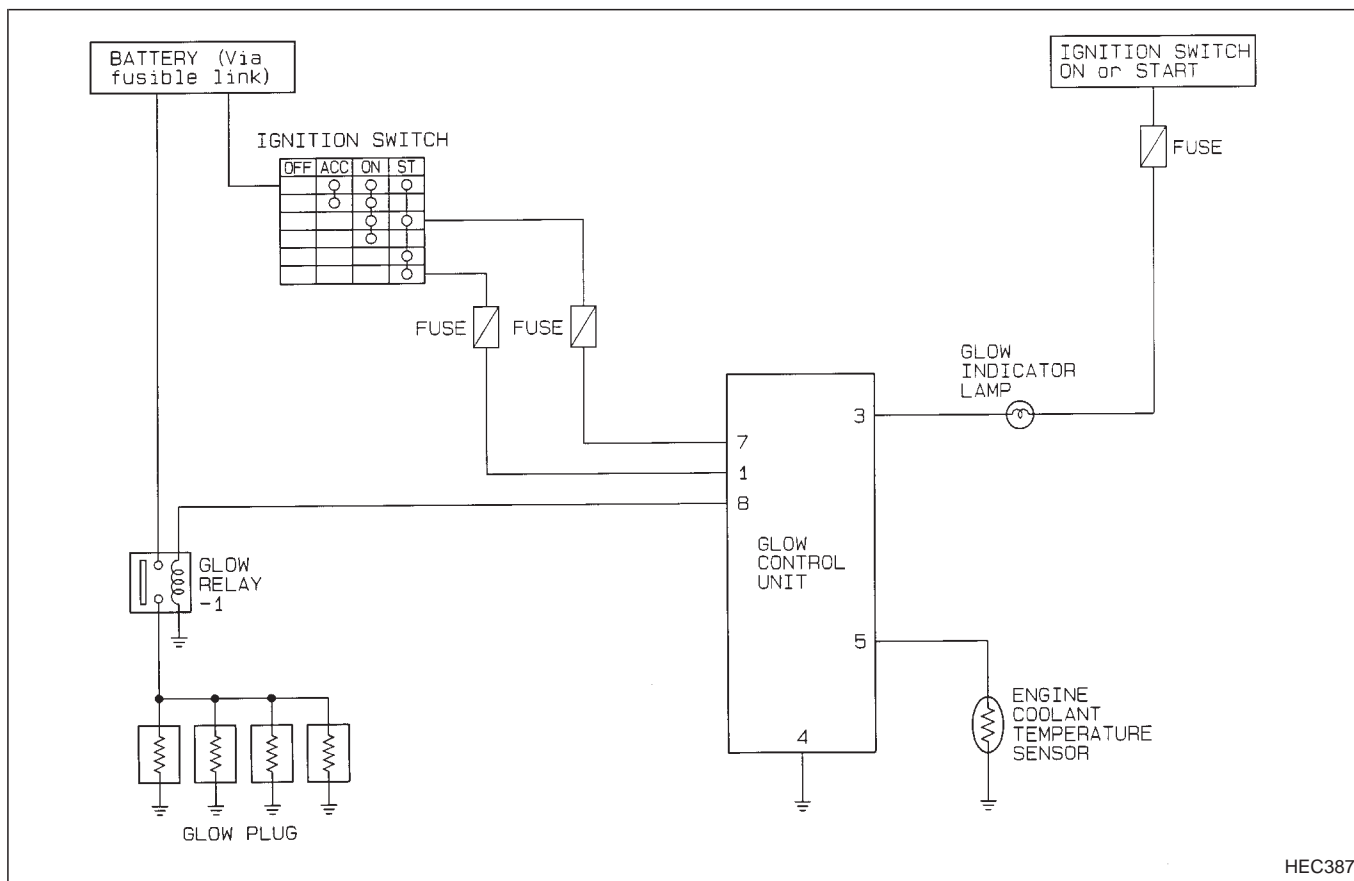 BATTERY (Via
fusible link)
IGNITION SWITCH
ON or START
IGNITION SWITCH
OFF ACC ON ST
FUSE
FUSE
FUSE
GLOW
INDICATOR
LAMP
3
7
1
8
GLOW
CONTROL
UNIT
GLOW
RELAY
-1
5
4
ENGINE
COOLANT
TEMPERATURE
SENSOR
GLOW PLUG
HEC387